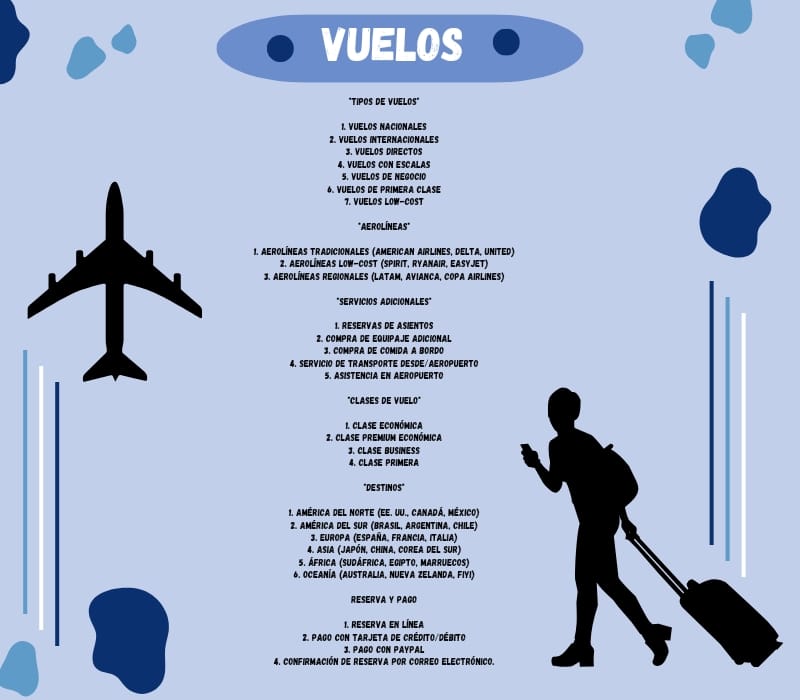 VUELOS
"TIPOS DE VUELOS"
1. VUELOS NACIONALES
2. VUELOS INTERNACIONALES
3. VUELOS DIRECTOS
4. VUELOS CON ESCALAS
5. VUELOS DE NEGOCIO
6. VUELOS DE PRIMERA CLASE
7. VUELOS LOW-COST
"AEROLÍNEAS"
1. AEROLÍNEAS TRADICIONALES (AMERICAN AIRLINES, DELTA, UNITED)
2. AEROLÍNEAS LOW-COST (SPIRIT, RYANAIR, EASYJET)
3. AEROLÍNEAS REGIONALES (LATAM, AVIANCA, COPA AIRLINES)
"SERVICIOS ADICIONALES"
1. RESERVAS DE ASIENTOS
2. COMPRA DE EQUIPAJE ADICIONAL
3. COMPRA DE COMIDA A BORDO
4. SERVICIO DE TRANSPORTE DESDE/AEROPUERTO
5. ASISTENCIA EN AEROPUERTO
"CLASES DE VUELO"
1. CLASE ECONÓMICA
2. CLASE PREMIUM ECONÓMICA
3. CLASE BUSINESS
4. CLASE PRIMERA
"DESTINOS"
1. AMÉRICA DEL NORTE (EE. UU., CANADÁ, MÉXICO)
2. AMÉRICA DEL SUR (BRASIL, ARGENTINA, CHILE)
3. EUROPA (ESPAÑA, FRANCIA, ITALIA)
4. ASIA (JAPÓN, CHINA, COREA DEL SUR)
5. ÁFRICA (SUDÁFRICA, EGIPTO, MARRUECOS)
6. OCEANÍA (AUSTRALIA, NUEVA ZELANDA, FIYI)
RESERVA Y PAGO
1. RESERVA EN LÍNEA
2. PAGO CON TARJETA DE CRÉDITO/DÉBITO
3. PAGO CON PAYPAL
4. CONFIRMACIÓN DE RESERVA POR CORREO ELECTRÓNICO.